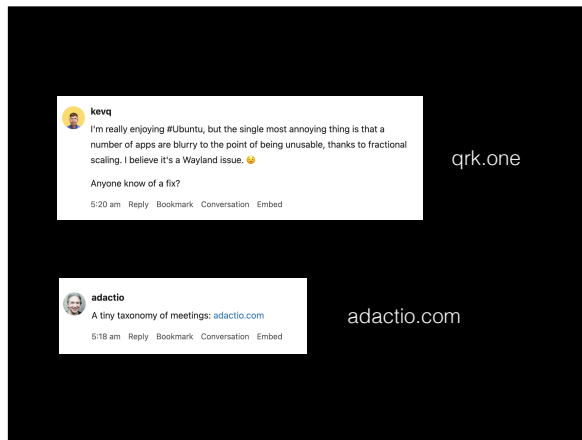 kevq
I'm really enjoying #Ubuntu, but the single most annoying thing is that a
number of apps are blurry to the point of being unusable, thanks to fractional
scaling. I believe it's a Wayland issue. 😔
Anyone know of a fix?
5:20 am Reply Bookmark Conversation Embed
qrk.one
adactio
A tiny taxonomy of meetings: adactio.com
5:18 am Reply Bookmark Conversation Embed
adactio.com